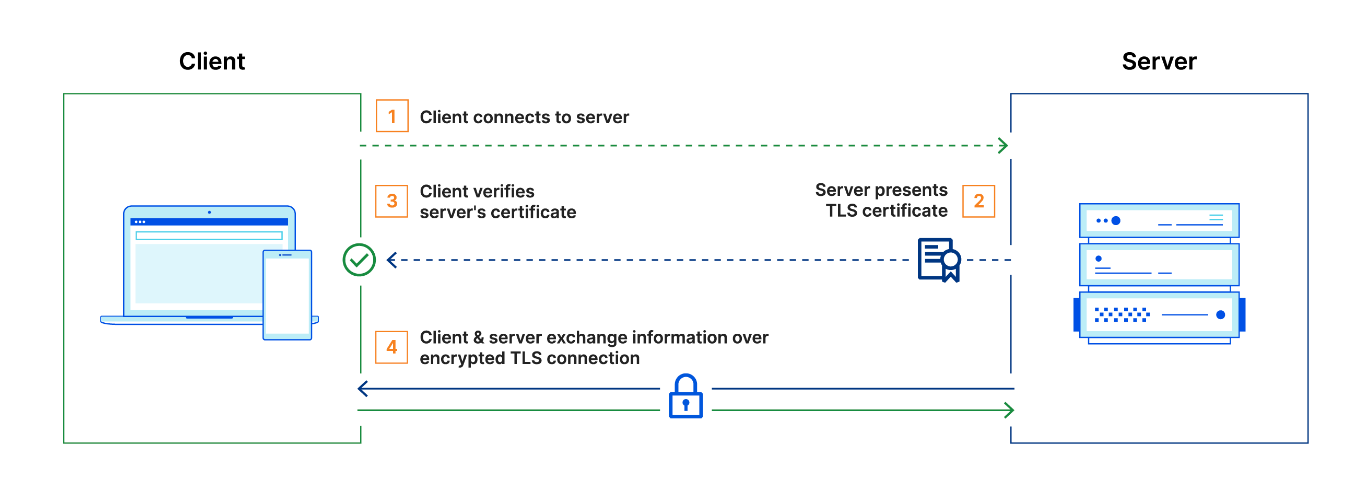 Client
Server
1
Client connects to server
3
Client verifies
server's certificate
Server presents
TLS certificate
2
4
Client & server exchange information over
encrypted TLS connection